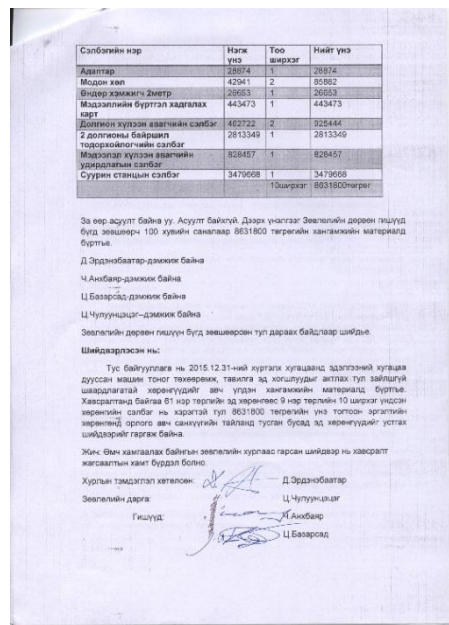 Сэлбэгийн нэр Нэгж үнэ Тоо ширхэг Нийт үнэ
Адаптар 28874 1 28874
Модон хөл 42941 2 85882
Өндөр хэмжигч 2метр 26653 1 26653
Мэдээллийн бүртгэл хадгалах карт 443473 1 443473
Долгион хүлээн авагчийн сэлбэг 462722 2 925444
2 долгионы байршил тодорхойлогчийн сэлбэг 2813349 1 2813349
Мэдээлэл хүлээн авагчийн удирдлагын сэлбэг 828457 1 828457
Суурин станцын сэлбэг 3479668 1 3479668
10ширхэг 8631800төгрөг
За өөр асуулт байна уу. Асуулт байхгүй. Дээрх үнэлгээг Зөвлөлийн дөрвөн гишүүд
бүгд зөвшөөрч 100 хувийн саналаар 8631800 төгрөгийн хангамжийн материалд
бүртгье.
Д.Эрдэнэбаатар-дэмжиж байна
Ч.Анхбаяр-дэмжиж байна
Ц.Базарсад-дэмжиж байна
Ц.Чулуунцэцэг–дэмжиж байна
Зөвлөлийн дөрвөн гишүүн бүгд зөвшөөрсөн тул дараах байдлаар шийдье.
Шийдвэрлэсэн нь:
Тус байгууллага нь 2015.12.31-ний хүртэлх хугацаанд эдэлгээний хугацаа
дууссан машин тоног төхөөрөмж, тавилга эд хогшлуудыг актлах тул зайлшгүй
шаардлагатай хөрөнгүүдийг авч үлдэн хангамжийн материалд бүртгье.
Хавсралтанд байгаа 61 нэр төрлийн эд хөрөнгөөс 9 нэр төрлийн 10 ширхэг үндсэн
хөрөнгийн сэлбэг нь хэрэгтэй тул 8631800 төгрөгийн үнэ тогтоон эргэлтийн
хөрөнгөнд орлого авч санхүүгийн тайланд тусган бусад эд хөрөнгүүдийг устгах
шийдвэрийг гаргаж байна.
Жич: Өмч хамгаалах байнгын зөвлөлийн хурлаас гарсан шийдвэр нь хавсралт
жагсаалтын хамт бүрдэл болно.
Хурлын тэмдэглэл хөтөлсөн: Д.Эрдэнэбаатар
Зөвлөлийн дарга: Ц.Чулуунцэцэг
Гишүүд: Ч.Анхбаяр
Ц.Базарсад